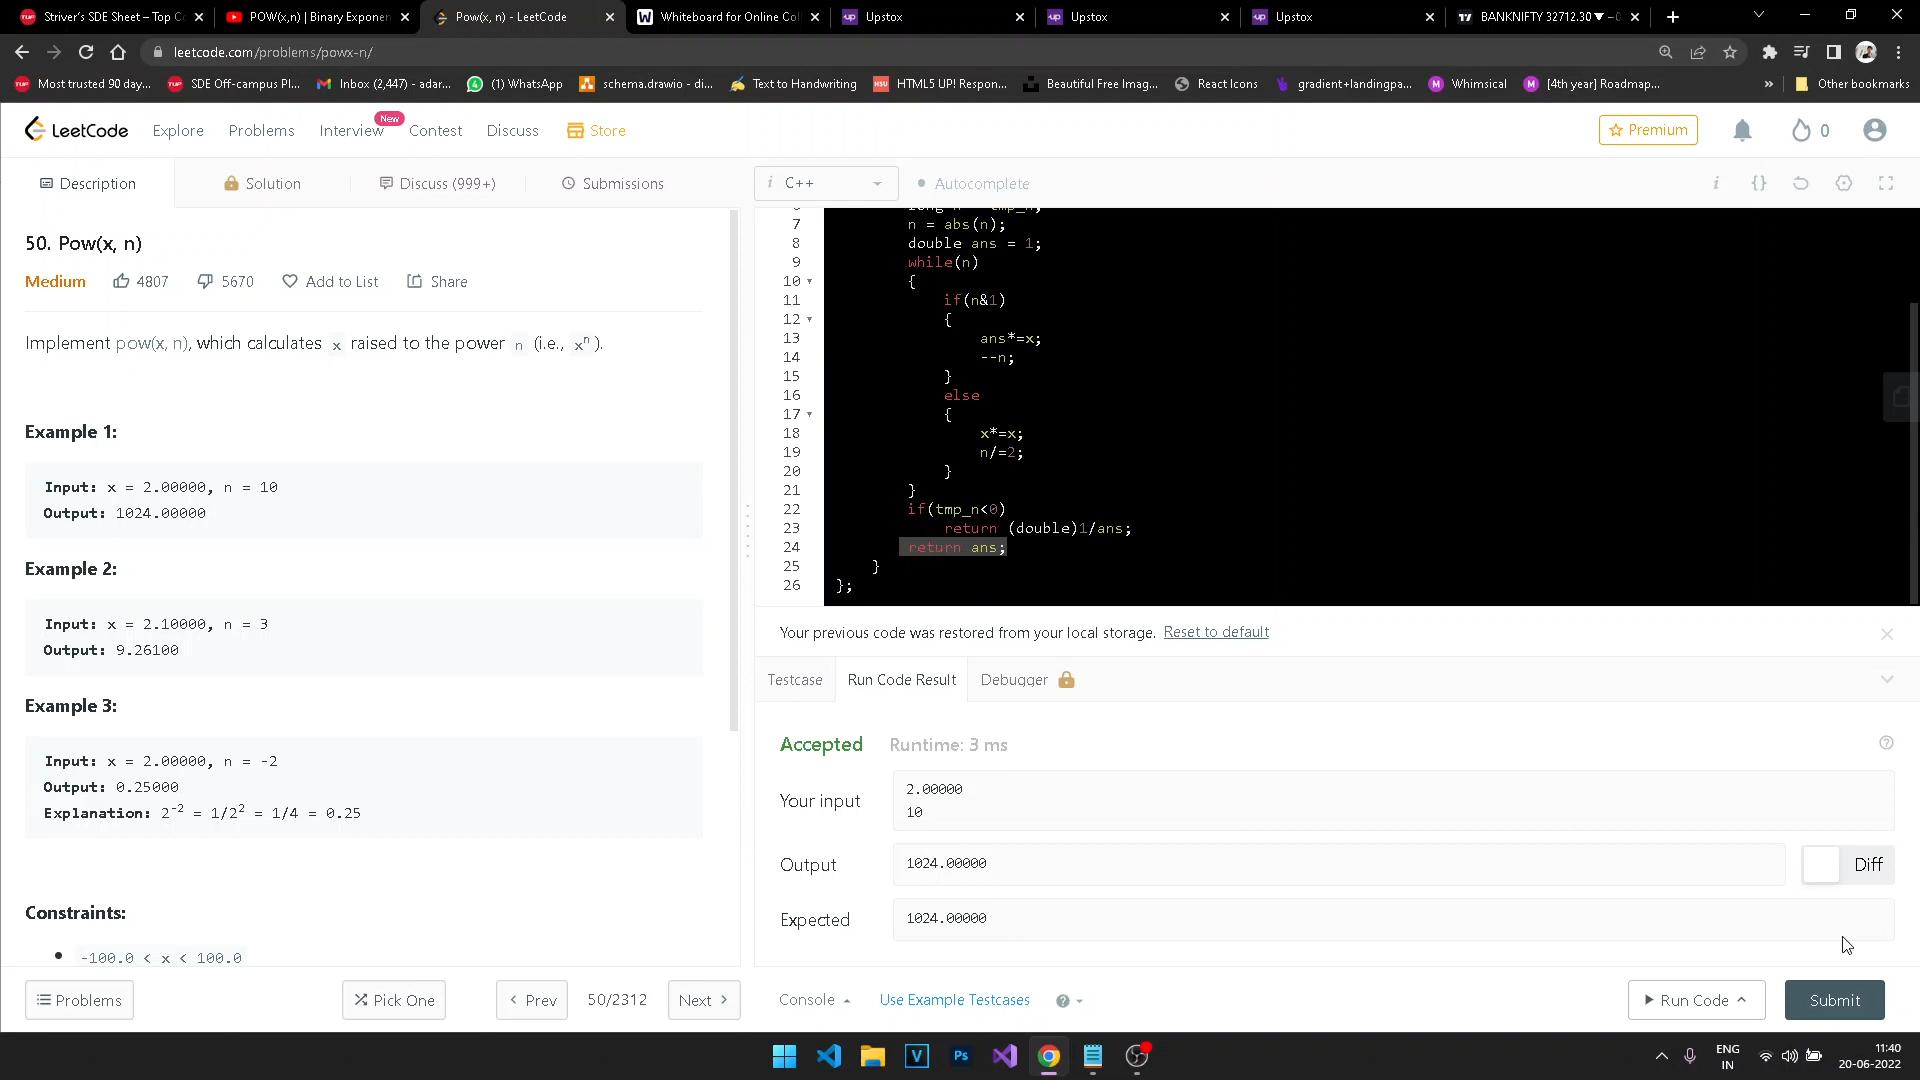 Striver's SDE Sheet – Top C
POW(x,n) | Binary Exponen
Pow(x, n) - LeetCode
Whiteboard for Online Col
Upstox
Upstox
Upstox
BANKNIFTY 32712.30 ▼ −0
leetcode.com/problems/powx-n/
Most trusted 90 day...
SDE Off-campus Pl...
Inbox (2,447) - adar...
(1) WhatsApp
schema.drawio - di...
Text to Handwriting
HTML5 UP! Respon...
Beautiful Free Imag...
React Icons
gradient+landingpa...
Whimsical
[4th year] Roadmap...
»
Other bookmarks
LeetCode
Explore
Problems
Interview
New
Contest
Discuss
Store
Premium
0
Description
Solution
Discuss (999+)
Submissions
i C++
Autocomplete
50. Pow(x, n)
Medium
4807
5670
Add to List
Share
Implement pow(x, n), which calculates x raised to the power n (i.e., xⁿ).
Example 1:
Input: x = 2.00000, n = 10
Output: 1024.00000
Example 2:
Input: x = 2.10000, n = 3
Output: 9.26100
Example 3:
Input: x = 2.00000, n = -2
Output: 0.25000
Explanation: 2⁻² = 1/2² = 1/4 = 0.25
Constraints:
-100.0 < x < 100.0
Problems
Pick One
Prev
50/2312
Next
7 n = abs(n);
8 double ans = 1;
9 while(n)
10 {
11 if(n&1)
12 {
13 ans*=x;
14 --n;
15 }
16 else
17 {
18 x*=x;
19 n/=2;
20 }
21 }
22 if(tmp_n<0)
23 return (double)1/ans;
24 return ans;
25 }
26 };
Your previous code was restored from your local storage. Reset to default
Testcase
Run Code Result
Debugger
Accepted
Runtime: 3 ms
Your input
2.00000
10
Output
1024.00000
Diff
Expected
1024.00000
Console
Use Example Testcases
Run Code
Submit
ENG
IN
11:40
20-06-2022